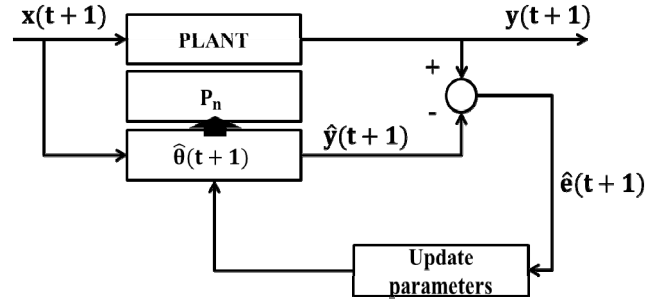 x(t + 1)
y(t + 1)
PLANT
+
Pₙ
-
θ̂(t + 1)
ŷ(t + 1)
ê(t + 1)
Update
parameters